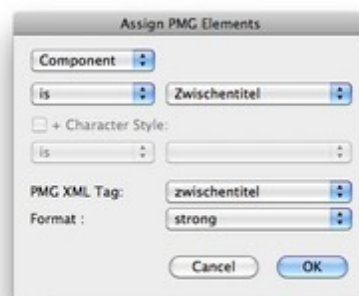 Assign PMG Elements
Component
is Zwischentitel
+ Character Style:
is
PMG XML Tag: zwischentitel
Format : strong
Cancel OK